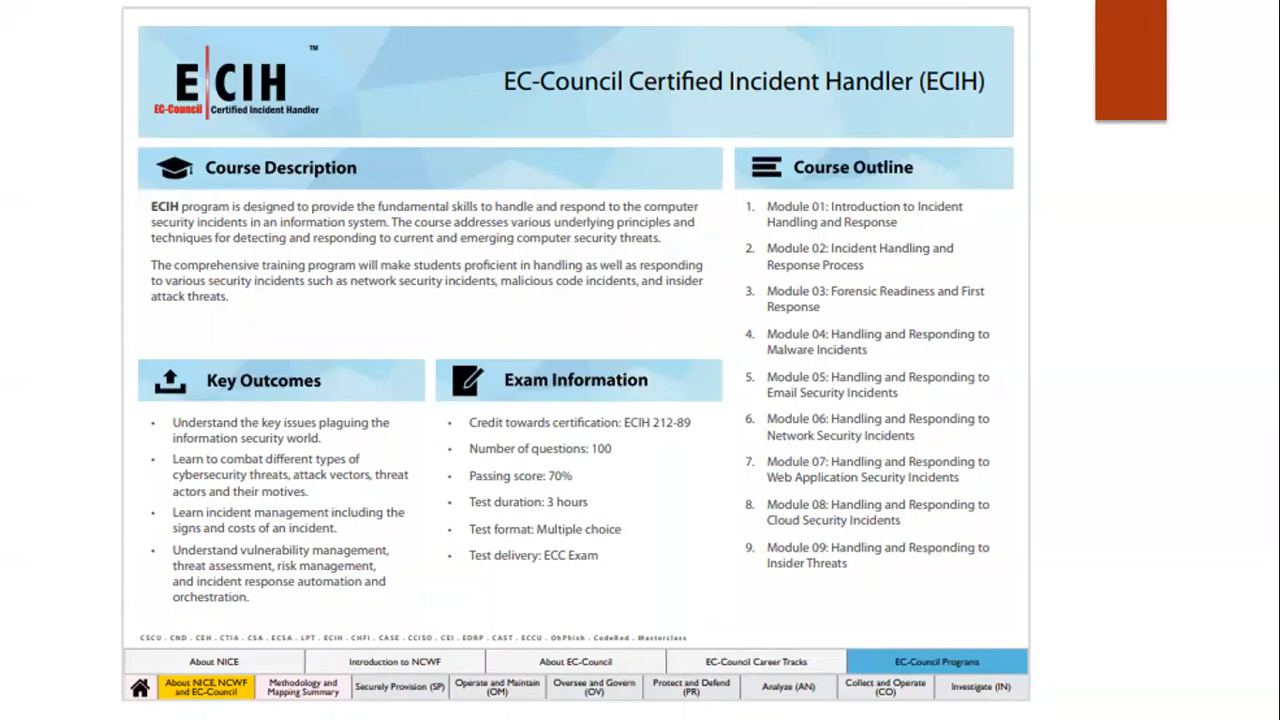 E|CIH ™
EC-Council Certified Incident Handler
EC-Council Certified Incident Handler (ECIH)
Course Description
ECIH program is designed to provide the fundamental skills to handle and respond to the computer
security incidents in an information system. The course addresses various underlying principles and
techniques for detecting and responding to current and emerging computer security threats.
The comprehensive training program will make students proficient in handling as well as responding
to various security incidents such as network security incidents, malicious code incidents, and insider
attack threats.
Key Outcomes
• Understand the key issues plaguing the
information security world.
• Learn to combat different types of
cybersecurity threats, attack vectors, threat
actors and their motives.
• Learn incident management including the
signs and costs of an incident.
• Understand vulnerability management,
threat assessment, risk management,
and incident response automation and
orchestration.
Exam Information
• Credit towards certification: ECIH 212-89
• Number of questions: 100
• Passing score: 70%
• Test duration: 3 hours
• Test format: Multiple choice
• Test delivery: ECC Exam
Course Outline
1. Module 01: Introduction to Incident
Handling and Response
2. Module 02: Incident Handling and
Response Process
3. Module 03: Forensic Readiness and First
Response
4. Module 04: Handling and Responding to
Malware Incidents
5. Module 05: Handling and Responding to
Email Security Incidents
6. Module 06: Handling and Responding to
Network Security Incidents
7. Module 07: Handling and Responding to
Web Application Security Incidents
8. Module 08: Handling and Responding to
Cloud Security Incidents
9. Module 09: Handling and Responding to
Insider Threats
CSCU . CND . CEH . CTIA . CSA . ECSA . LPT . ECIH . CHFI . CASE . CCISO . CEI . EDRP . CAST . ECCU . OhPhish . CodeRed . Masterclass
About NICE
Introduction to NCWF
About EC-Council
EC-Council Career Tracks
EC-Council Programs
About NICE, NCWF
and EC-Council
Methodology and
Mapping Summary
Securely Provision (SP)
Operate and Maintain
(OM)
Oversee and Govern
(OV)
Protect and Defend
(PR)
Analyze (AN)
Collect and Operate
(CO)
Investigate (IN)